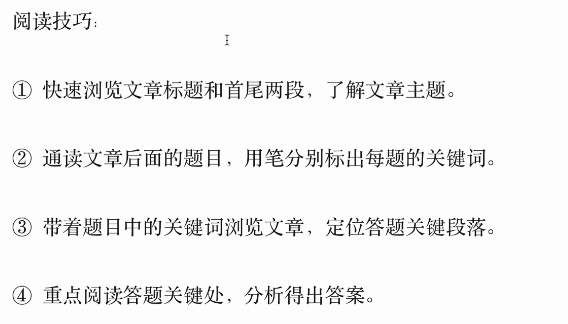 阅读技巧:
① 快速浏览文章标题和首尾两段，了解文章主题。
② 通读文章后面的题目，用笔分别标出每题的关键词。
③ 带着题目中的关键词浏览文章，定位答题关键段落。
④ 重点阅读答题关键处，分析得出答案。